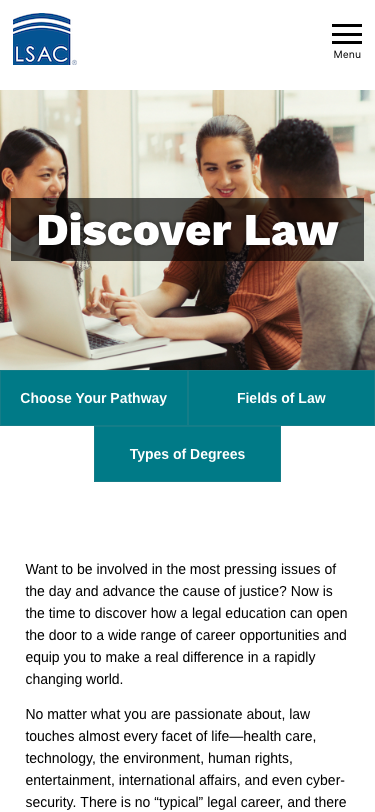 LSAC
Menu
Discover Law
Choose Your Pathway
Fields of Law
Types of Degrees
Want to be involved in the most pressing issues of
the day and advance the cause of justice? Now is
the time to discover how a legal education can open
the door to a wide range of career opportunities and
equip you to make a real difference in a rapidly
changing world.
No matter what you are passionate about, law
touches almost every facet of life—health care,
technology, the environment, human rights,
entertainment, international affairs, and even cyber-
security. There is no “typical” legal career, and there